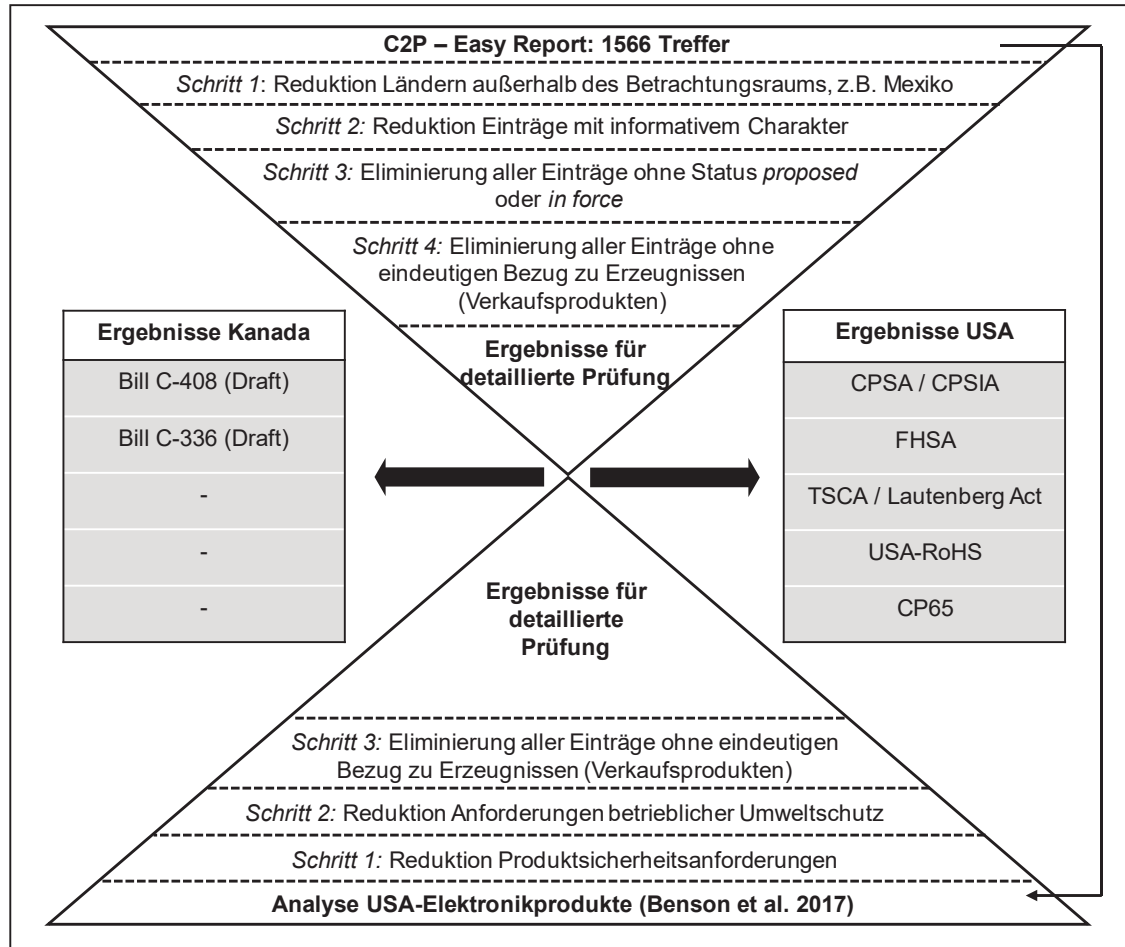 C2P – Easy Report: 1566 Treffer
Schritt 1: Reduktion Ländern außerhalb des Betrachtungsraums, z.B. Mexiko
Schritt 2: Reduktion Einträge mit informativem Charakter
Schritt 3: Eliminierung aller Einträge ohne Status proposed
oder in force
Schritt 4: Eliminierung aller Einträge ohne
eindeutigen Bezug zu Erzeugnissen
(Verkaufsprodukten)
Ergebnisse für
detaillierte Prüfung
Ergebnisse Kanada
Bill C-408 (Draft)
Bill C-336 (Draft)
-
-
-
Ergebnisse USA
CPSA / CPSIA
FHSA
TSCA / Lautenberg Act
USA-RoHS
CP65
Ergebnisse für
detaillierte
Prüfung
Schritt 3: Eliminierung aller Einträge ohne eindeutigen
Bezug zu Erzeugnissen (Verkaufsprodukten)
Schritt 2: Reduktion Anforderungen betrieblicher Umweltschutz
Schritt 1: Reduktion Produktsicherheitsanforderungen
Analyse USA-Elektronikprodukte (Benson et al. 2017)